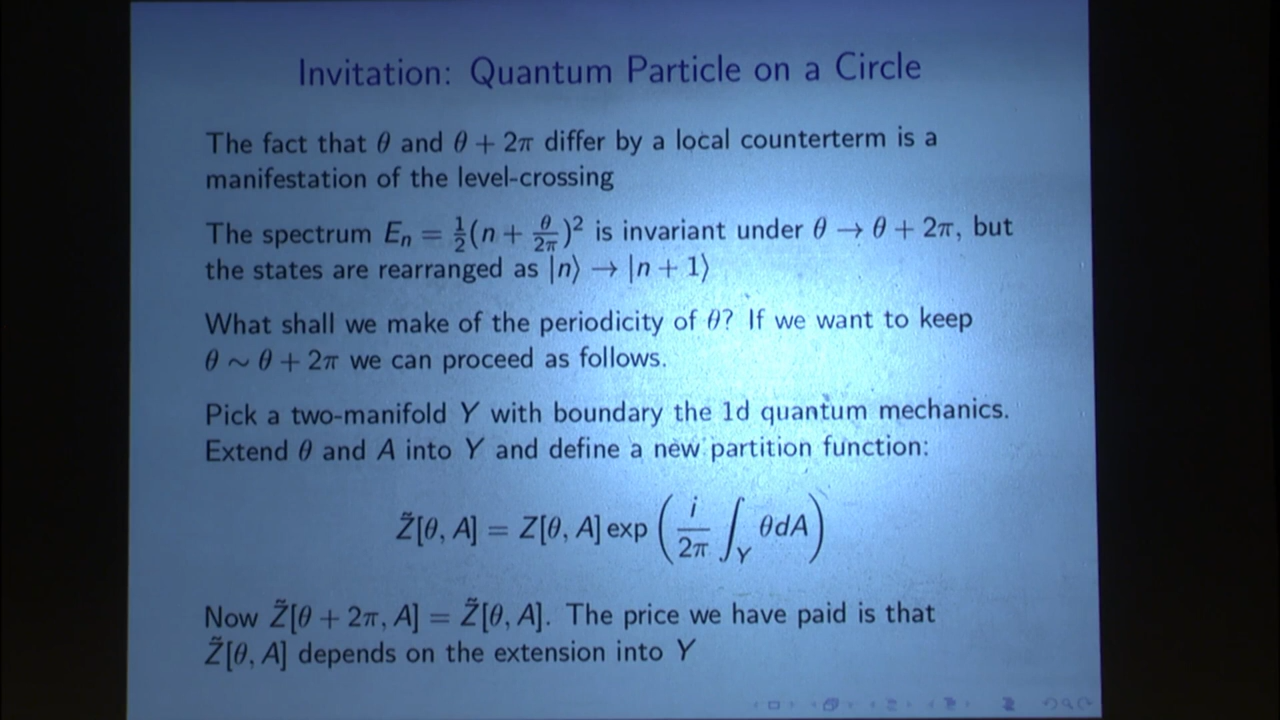 Invitation: Quantum Particle on a Circle
The fact that θ and θ + 2π differ by a local counterterm is a
manifestation of the level-crossing
The spectrum Eₙ = ½(n + θ/2π)² is invariant under θ → θ + 2π, but
the states are rearranged as |n⟩ → |n + 1⟩
What shall we make of the periodicity of θ? If we want to keep
θ ∼ θ + 2π we can proceed as follows.
Pick a two-manifold Y with boundary the 1d quantum mechanics.
Extend θ and A into Y and define a new partition function:
Z̃[θ, A] = Z[θ, A] exp (i/2π ∫_Y θdA)
Now Z̃[θ + 2π, A] = Z̃[θ, A]. The price we have paid is that
Z̃[θ, A] depends on the extension into Y